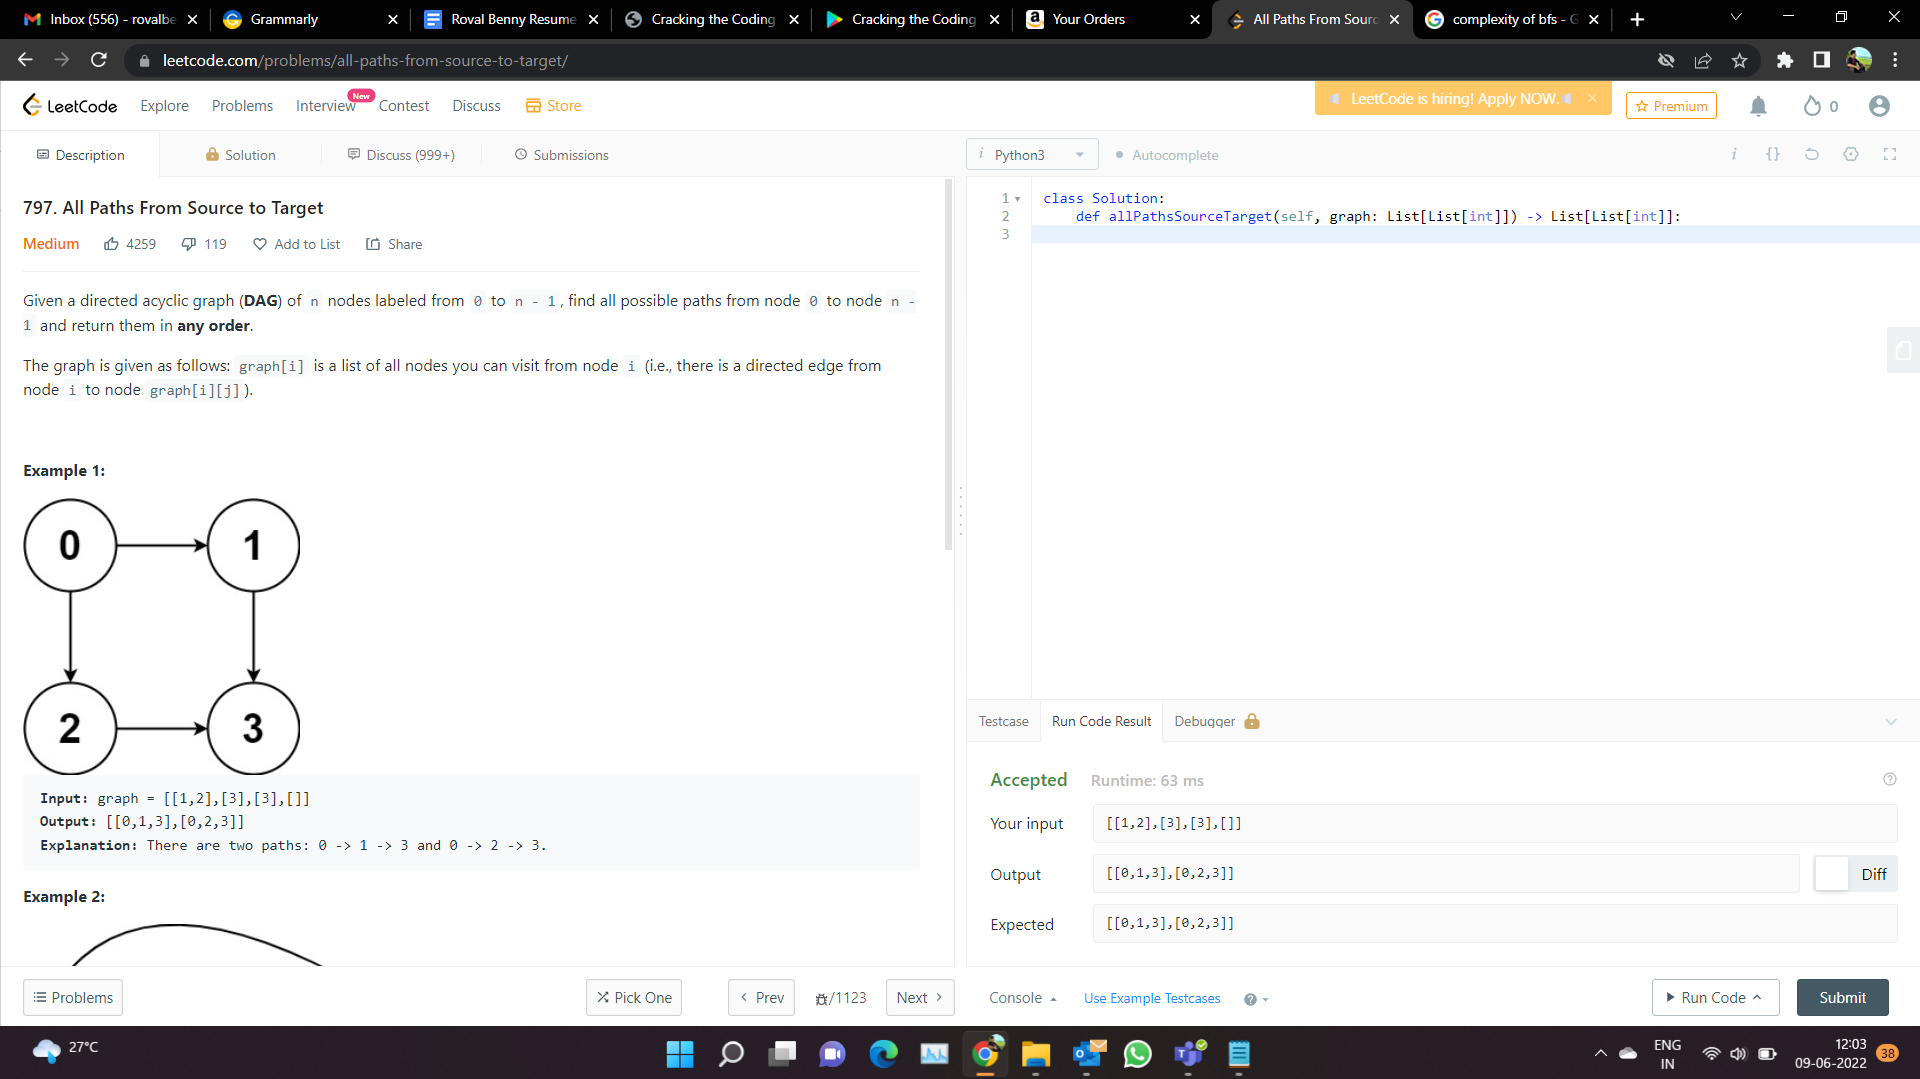 Inbox (556) - rovalbe
Grammarly
Roval Benny Resume
Cracking the Coding
Cracking the Coding
Your Orders
All Paths From Sourc
complexity of bfs - G
leetcode.com/problems/all-paths-from-source-to-target/
LeetCode
Explore
Problems
Interview
New
Contest
Discuss
Store
LeetCode is hiring! Apply NOW.
Premium
0
Description
Solution
Discuss (999+)
Submissions
i Python3
Autocomplete
i {}
797. All Paths From Source to Target
Medium 4259 119 Add to List Share
Given a directed acyclic graph (DAG) of n nodes labeled from 0 to n - 1, find all possible paths from node 0 to node n -
1 and return them in any order.
The graph is given as follows: graph[i] is a list of all nodes you can visit from node i (i.e., there is a directed edge from
node i to node graph[i][j]).
Example 1:
0 1
2 3
Input: graph = [[1,2],[3],[3],[]]
Output: [[0,1,3],[0,2,3]]
Explanation: There are two paths: 0 -> 1 -> 3 and 0 -> 2 -> 3.
Example 2:
1 class Solution:
2 def allPathsSourceTarget(self, graph: List[List[int]]) -> List[List[int]]:
3
Testcase
Run Code Result
Debugger
Accepted Runtime: 63 ms
Your input [[1,2],[3],[3],[]]
Output [[0,1,3],[0,2,3]] Diff
Expected [[0,1,3],[0,2,3]]
Problems
Pick One
Prev
/1123
Next
Console
Use Example Testcases
Run Code
Submit
27°C
ENG
IN
12:03
09-06-2022
38